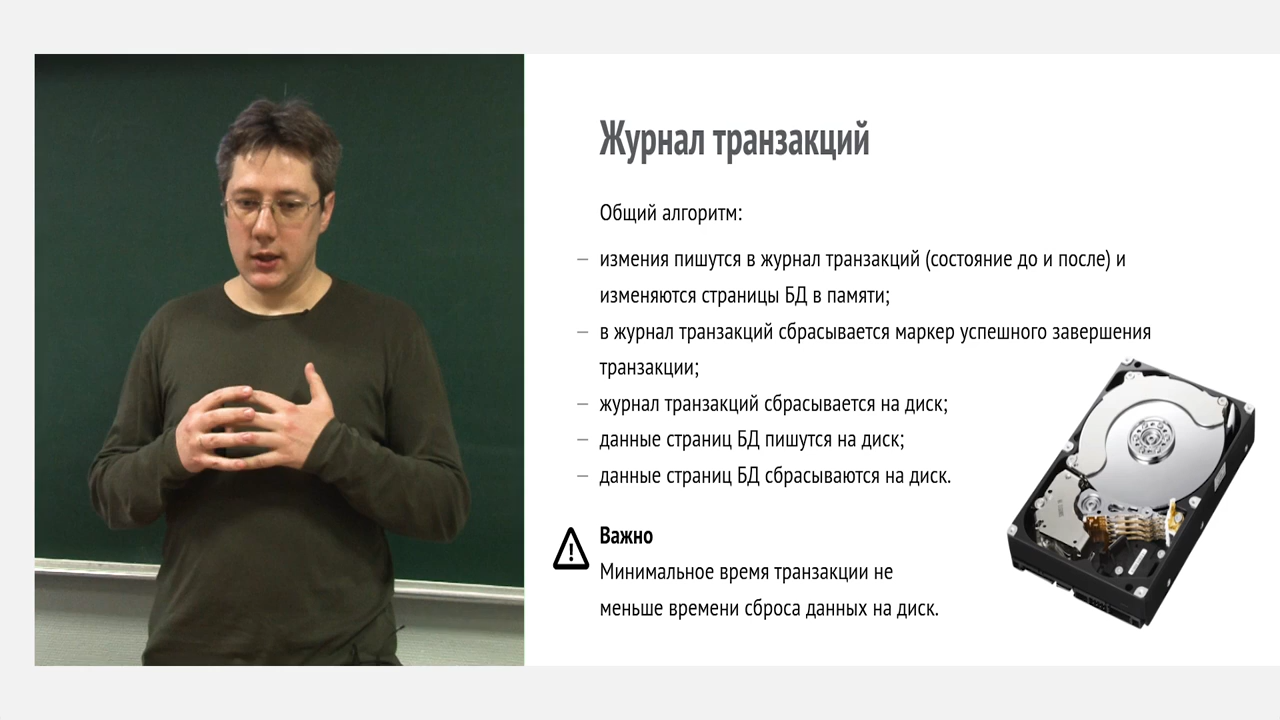 Журнал транзакций
Общий алгоритм:
– измения пишутся в журнал транзакций (состояние до и после) и
изменяются страницы БД в памяти;
– в журнал транзакций сбрасывается маркер успешного завершения
транзакции;
– журнал транзакций сбрасывается на диск;
– данные страниц БД пишутся на диск;
– данные страниц БД сбрасываются на диск.
Важно
Минимальное время транзакции не
меньше времени сброса данных на диск.